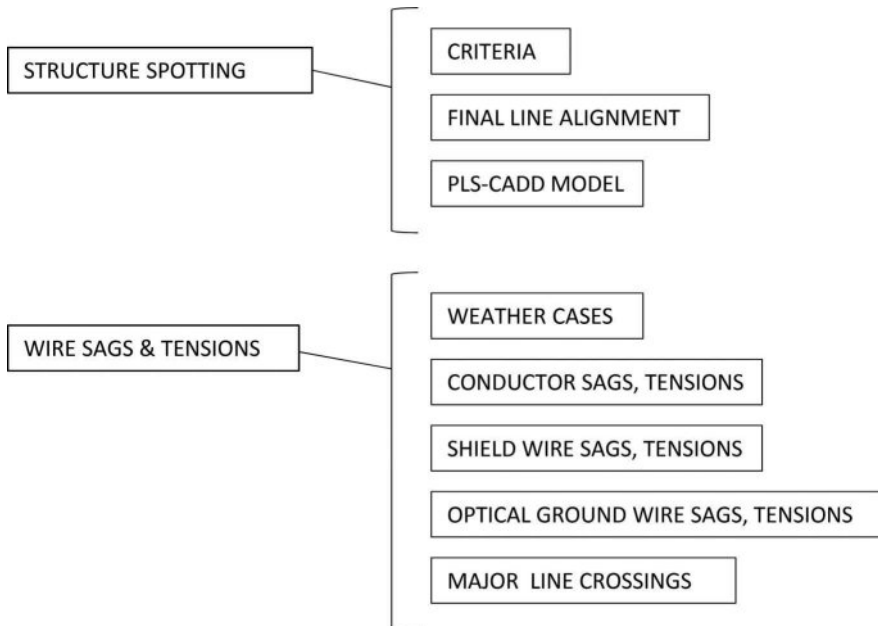 STRUCTURE SPOTTING
CRITERIA
FINAL LINE ALIGNMENT
PLS-CADD MODEL
WIRE SAGS & TENSIONS
WEATHER CASES
CONDUCTOR SAGS, TENSIONS
SHIELD WIRE SAGS, TENSIONS
OPTICAL GROUND WIRE SAGS, TENSIONS
MAJOR LINE CROSSINGS